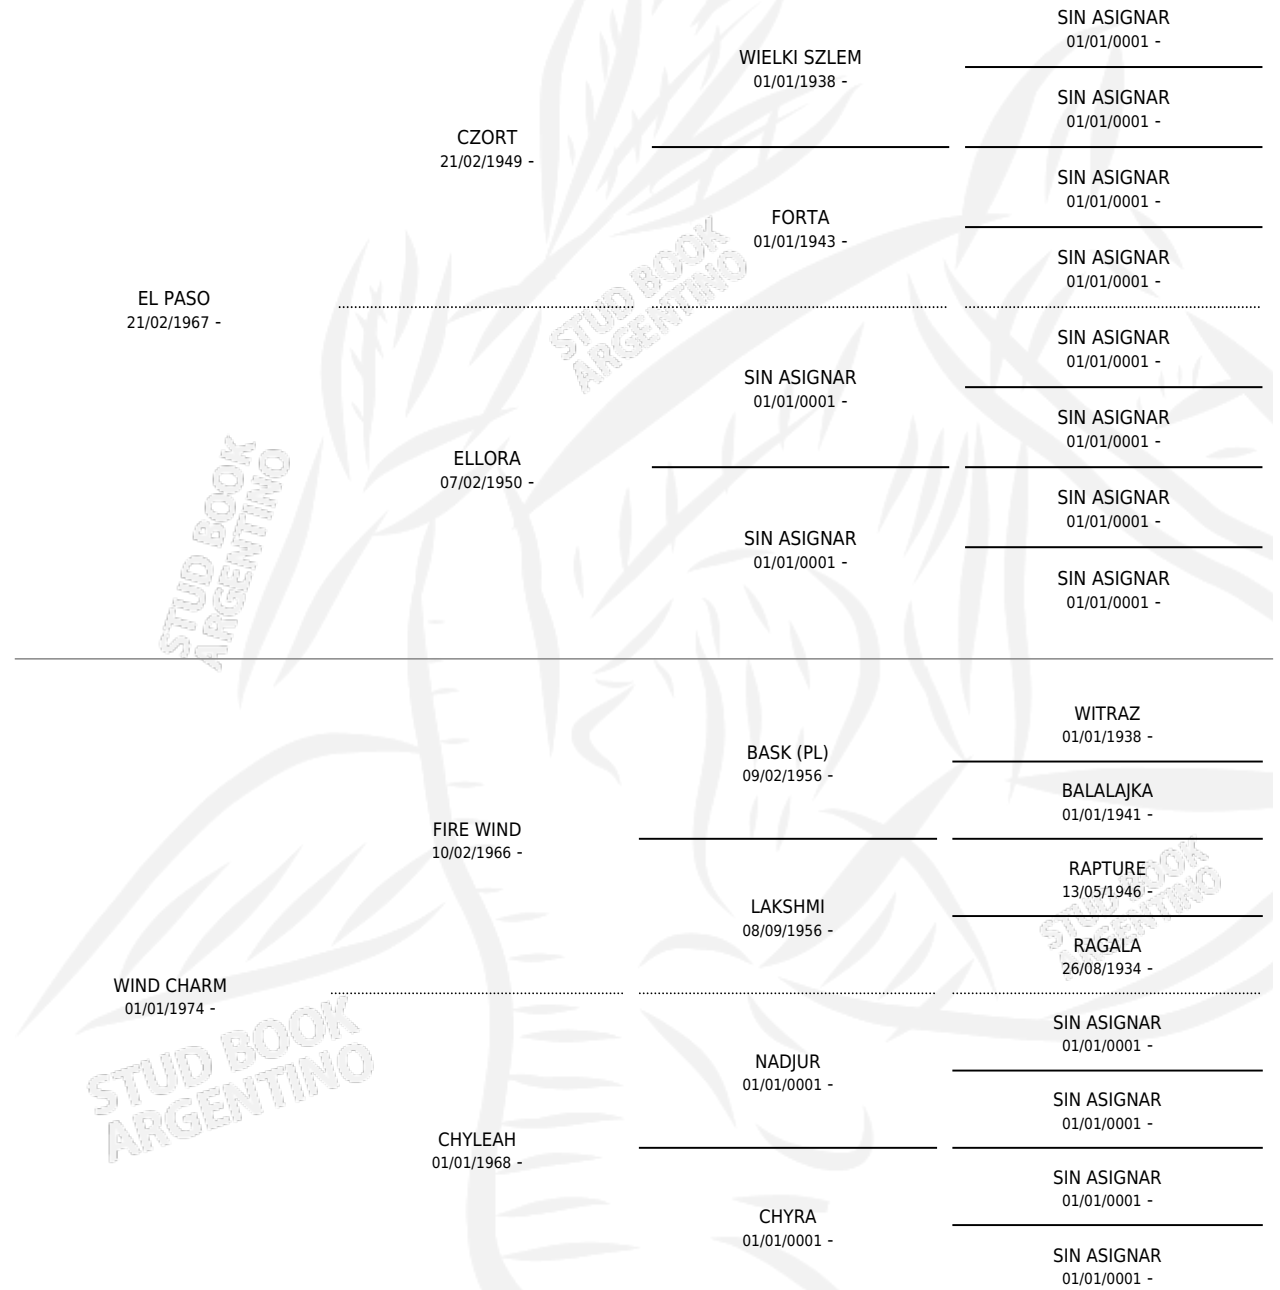 SIN ASIGNAR
01/01/0001 -
WIELKI SZLEM
01/01/1938 -
SIN ASIGNAR
01/01/0001 -
CZORT
21/02/1949 -
SIN ASIGNAR
01/01/0001 -
FORTA
01/01/1943 -
SIN ASIGNAR
01/01/0001 -
EL PASO
21/02/1967 -
STUD BOOK
ARGENTINO
SIN ASIGNAR
01/01/0001 -
SIN ASIGNAR
01/01/0001 -
SIN ASIGNAR
01/01/0001 -
ELLORA
07/02/1950 -
SIN ASIGNAR
01/01/0001 -
SIN ASIGNAR
01/01/0001 -
SIN ASIGNAR
01/01/0001 -
STUD BOOK
ARGENTINO
WITRAZ
01/01/1938 -
BASK (PL)
09/02/1956 -
BALALAJKA
01/01/1941 -
FIRE WIND
10/02/1966 -
RAPTURE
13/05/1946 -
LAKSHMI
08/09/1956 -
RAGALA
26/08/1934 -
STUD BOOK
ARGENTINO
WIND CHARM
01/01/1974 -
SIN ASIGNAR
01/01/0001 -
NADJUR
01/01/0001 -
SIN ASIGNAR
01/01/0001 -
STUD BOOK
ARGENTINO
CHYLEAH
01/01/1968 -
SIN ASIGNAR
01/01/0001 -
CHYRA
01/01/0001 -
SIN ASIGNAR
01/01/0001 -